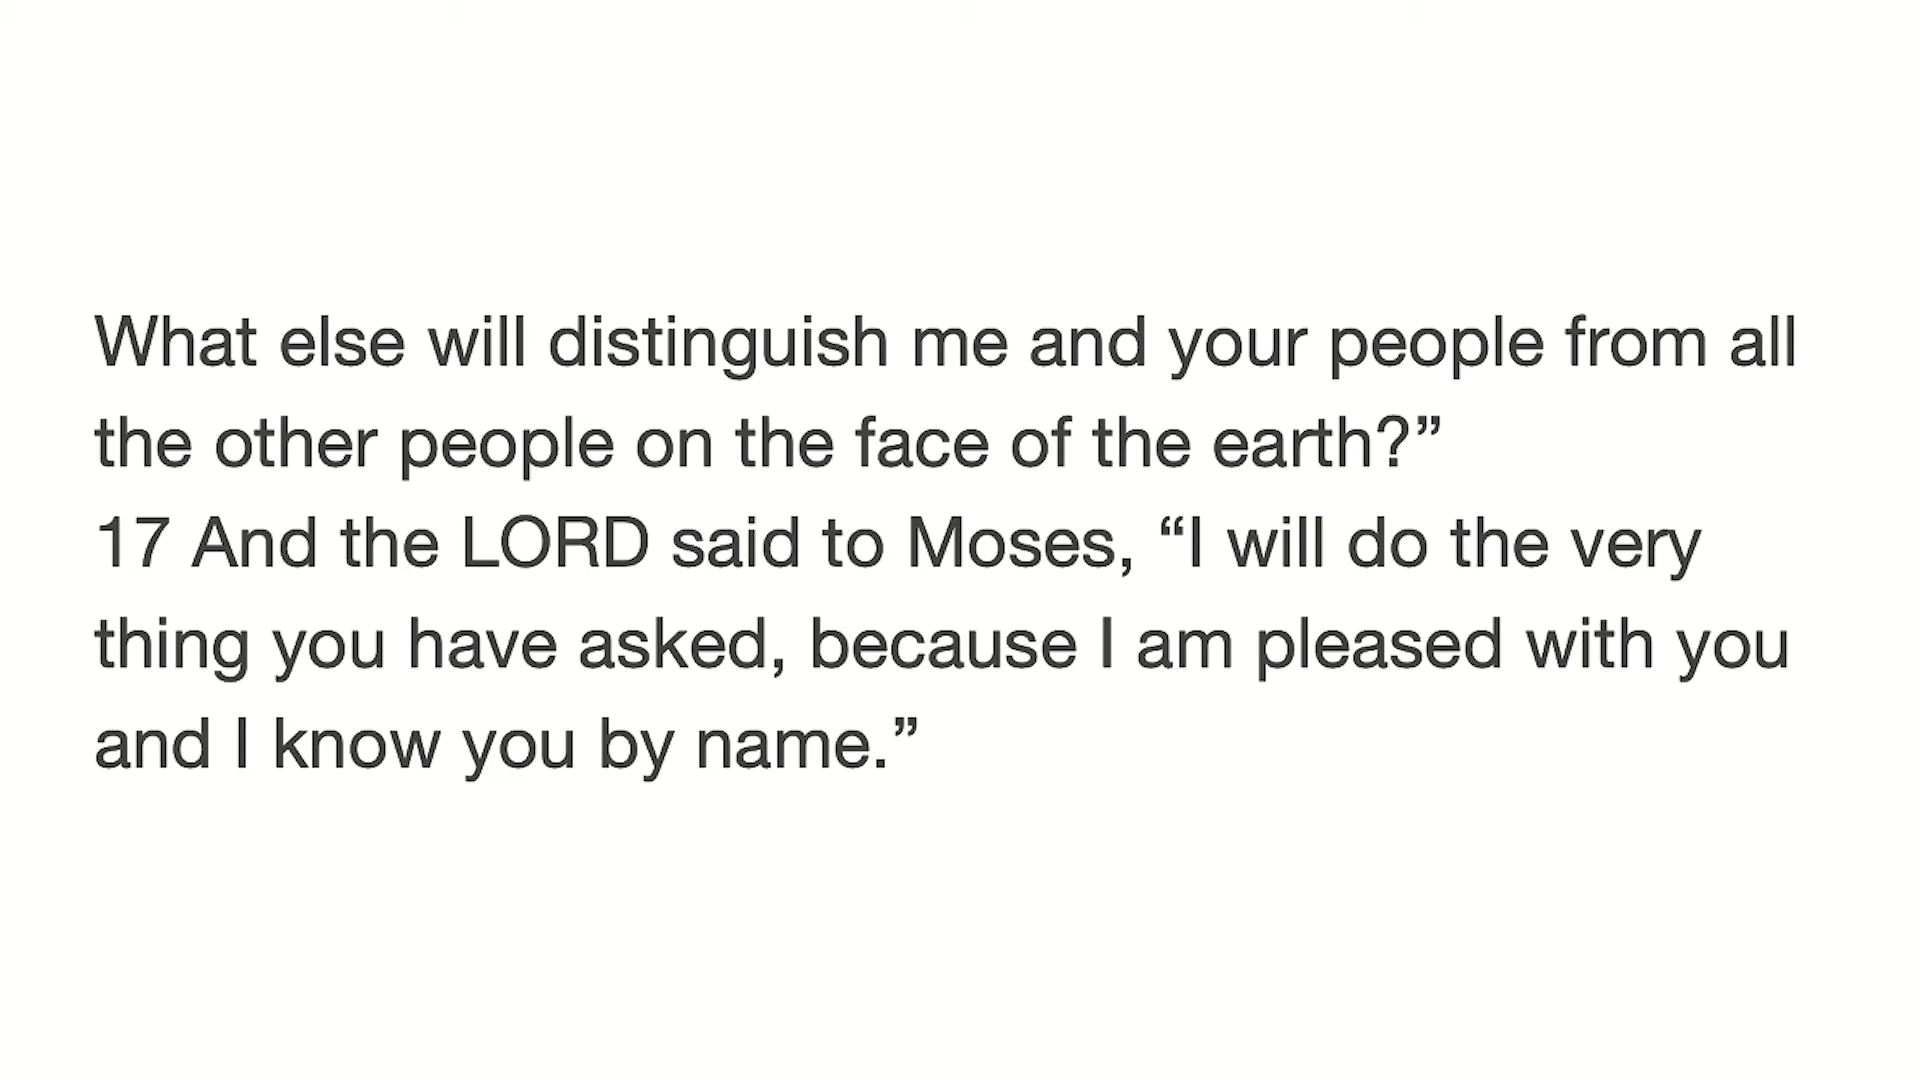 What else will distinguish me and your people from all
the other people on the face of the earth?”
17 And the LORD said to Moses, “I will do the very
thing you have asked, because I am pleased with you
and I know you by name.”